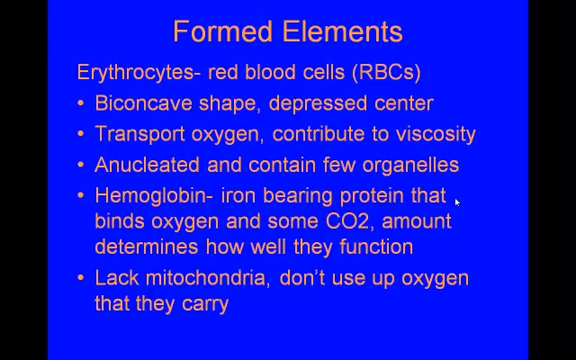 Formed Elements
Erythrocytes- red blood cells (RBCs)
• Biconcave shape, depressed center
• Transport oxygen, contribute to viscosity
• Anucleated and contain few organelles
• Hemoglobin- iron bearing protein that
binds oxygen and some CO2, amount
determines how well they function
• Lack mitochondria, don't use up oxygen
that they carry